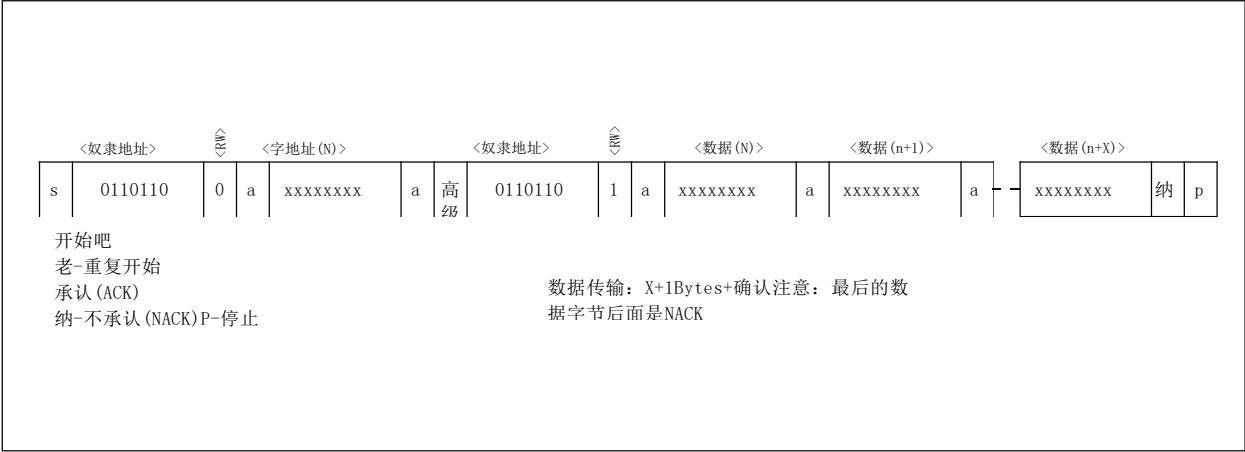 <奴隶地址> <RW> <字地址(N)> <奴隶地址> <RW> <数据(N)> <数据(n+1)> <数据(n+X)>
s 0110110 0 a xxxxxxxx a 高级 0110110 1 a xxxxxxxx a xxxxxxxx a xxxxxxxx 纳 p
开始吧
老-重复开始
承认(ACK)
纳-不承认(NACK)P-停止
数据传输: X+1Bytes+确认注意: 最后的数
据字节后面是NACK